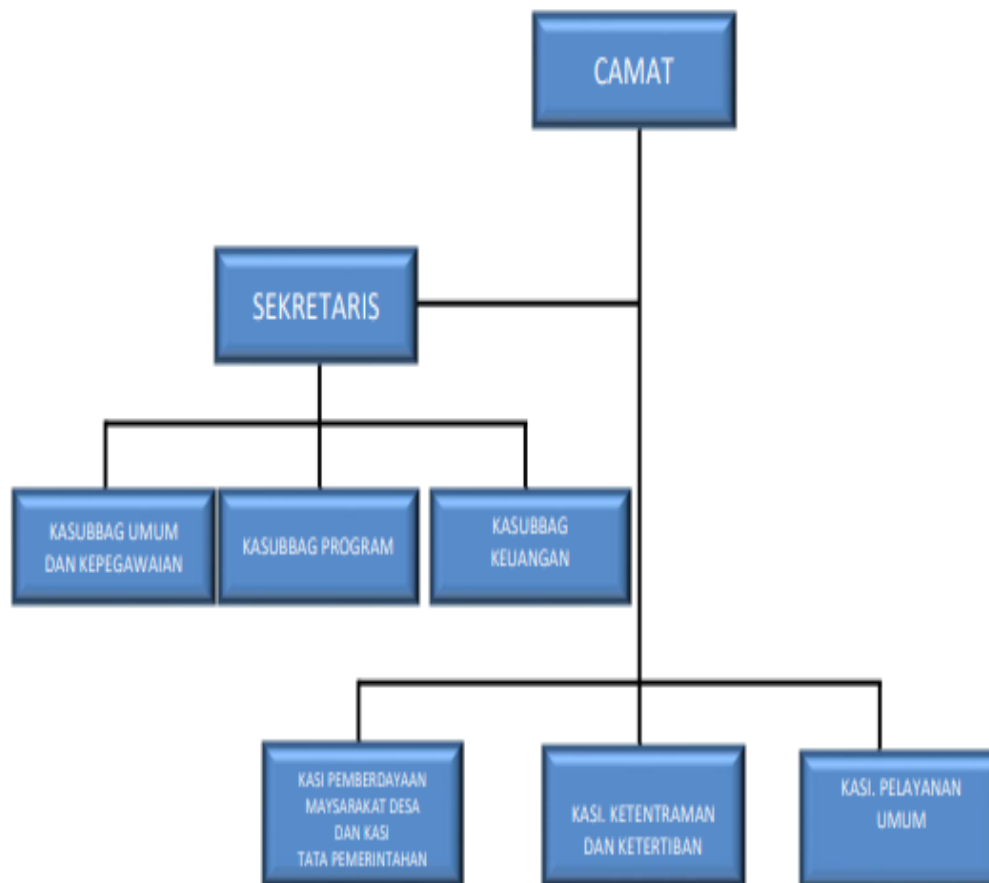 CAMAT
SEKRETARIS
KASUBBAG UMUM
DAN KEPEGAWAIAN
KASUBBAG PROGRAM
KASUBBAG
KEUANGAN
KASI PEMBERDAYAAN
MAYSARAKAT DESA
DAN KASI
TATA PEMERINTAHAN
KASI. KETENTRAMAN
DAN KETERTIBAN
KASI. PELAYANAN
UMUM